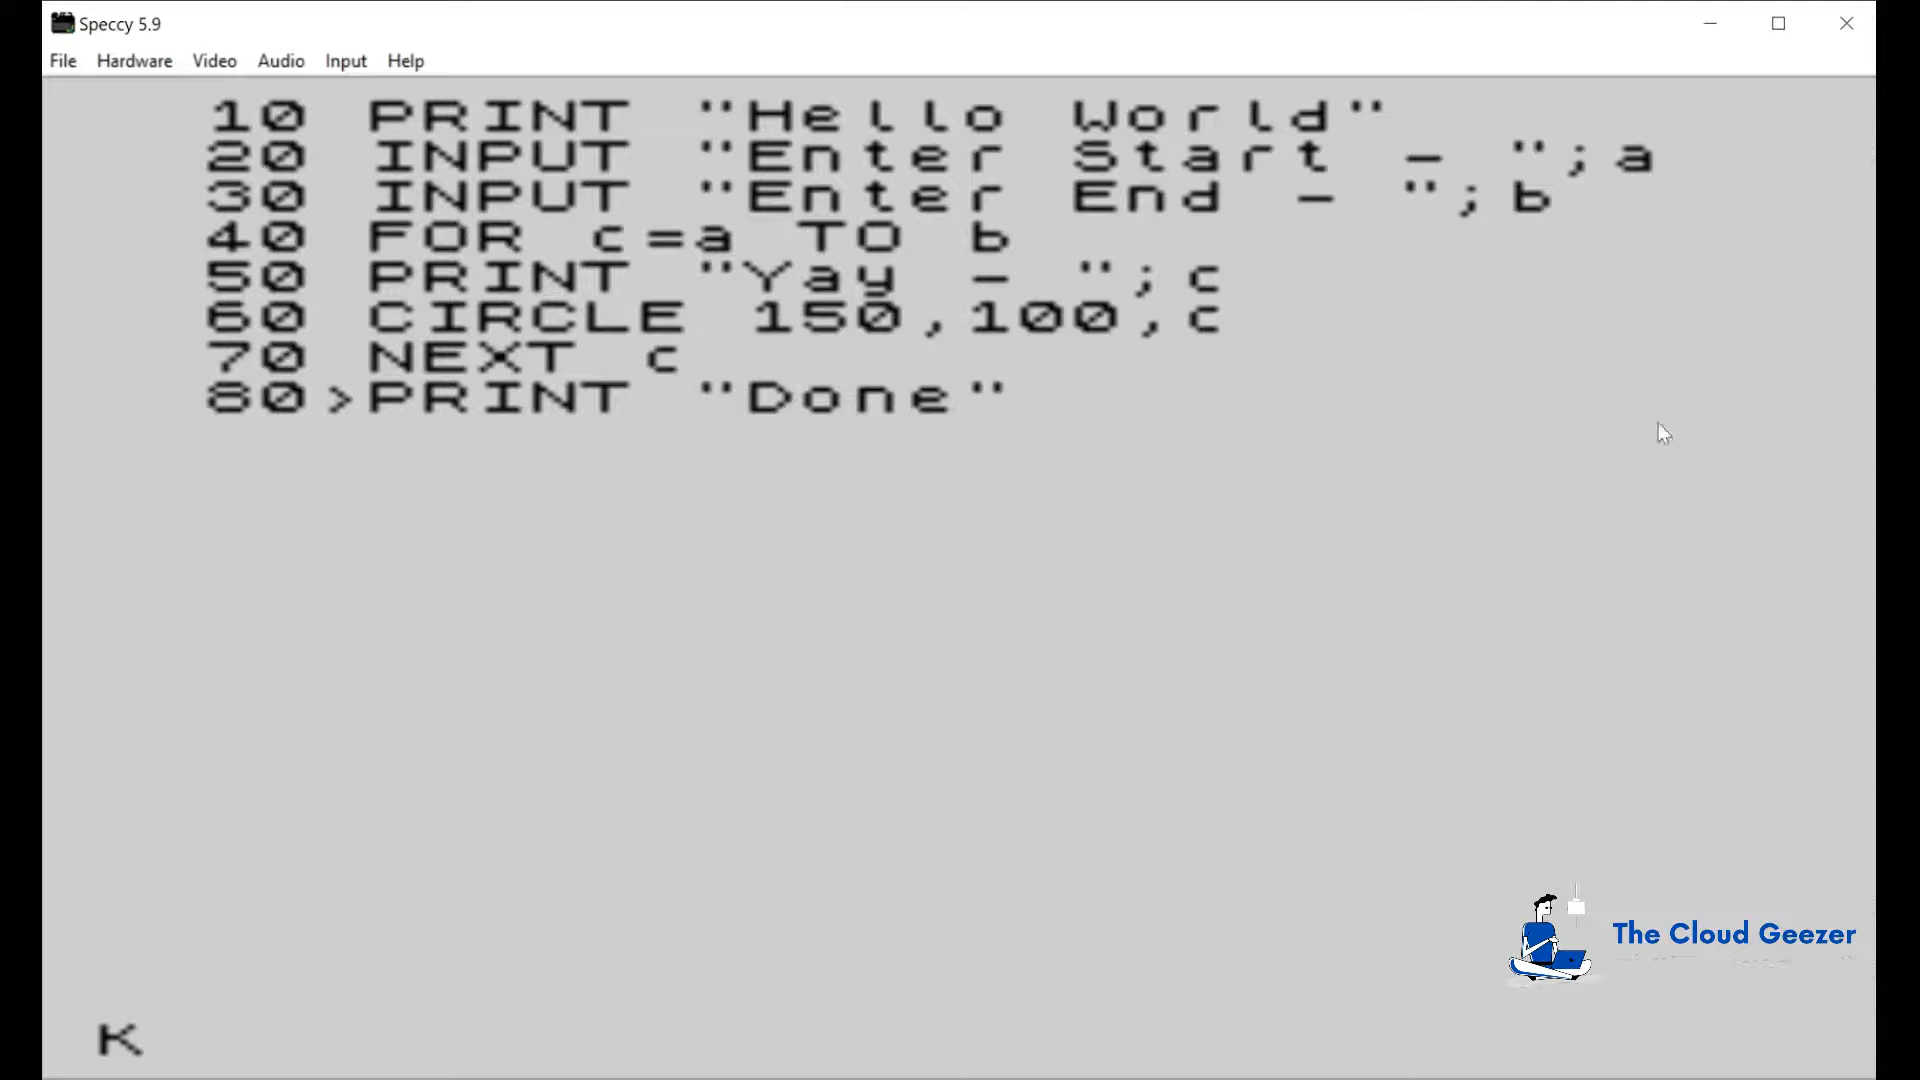 Speccy 5.9
File Hardware Video Audio Input Help
10 PRINT "Hello World"
20 INPUT "Enter Start - ";a
30 INPUT "Enter End - ";b
40 FOR c=a TO b
50 PRINT "Yay - ";c
60 CIRCLE 150,100,c
70 NEXT c
80>PRINT "Done"
The Cloud Geezer
K